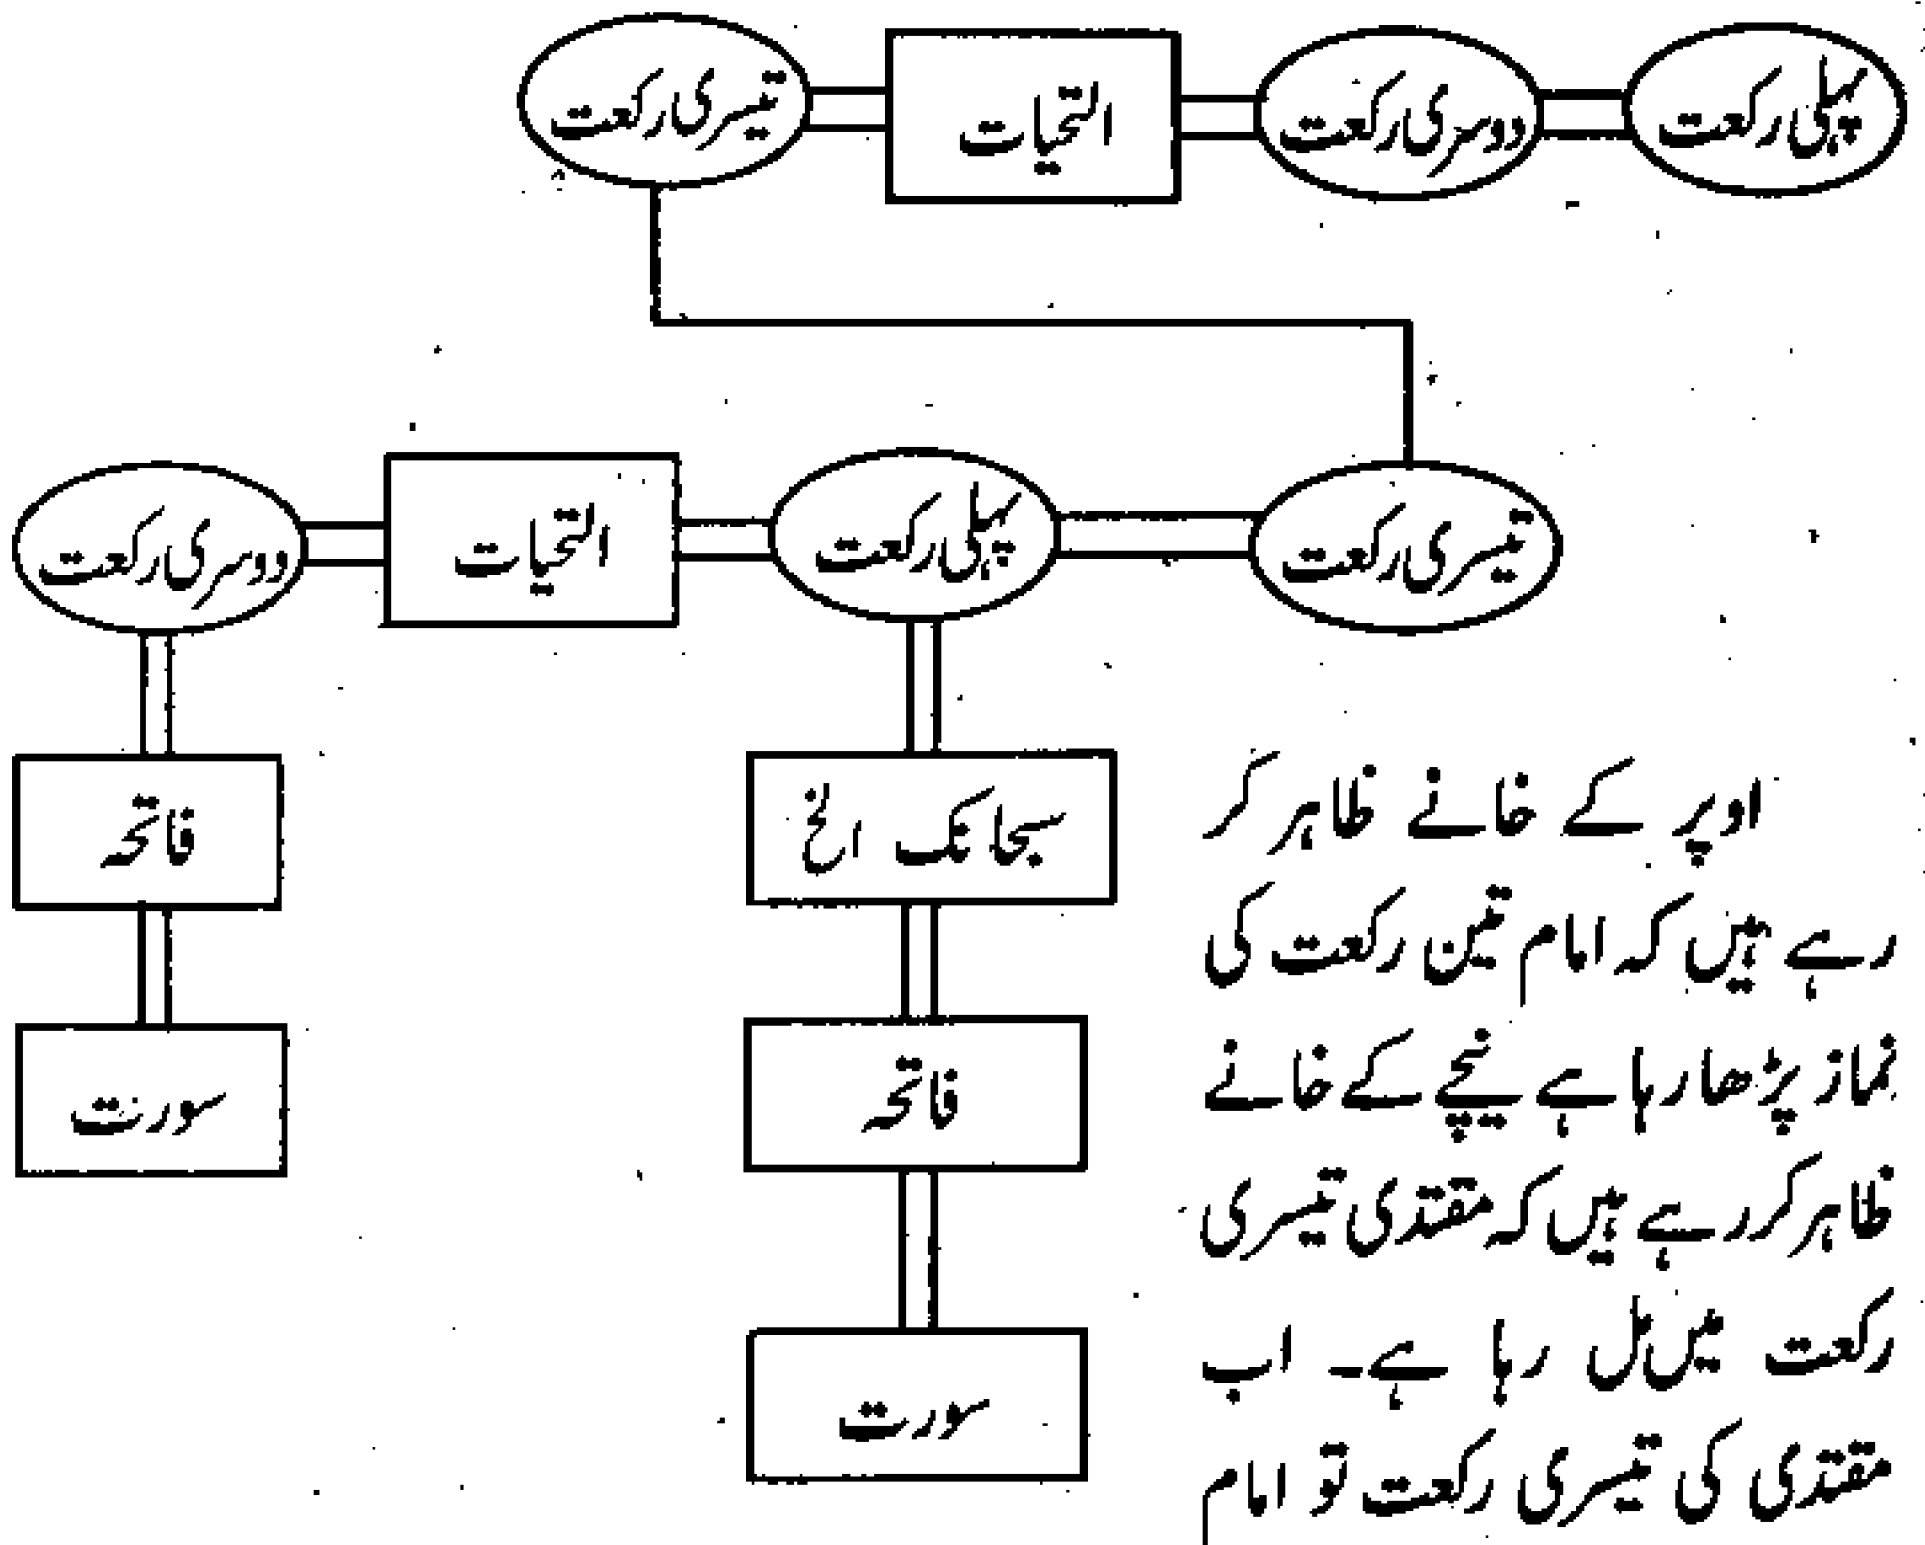 پہلی رکعت
دوسری رکعت
التحیات
تیسری رکعت
تیسری رکعت
پہلی رکعت
التحیات
دوسری رکعت
سبحانک الخ
فاتحہ
سورت
فاتحہ
سورت
اوپر کے خانے ظاہر کر
رہے ہیں کہ امام تین رکعت کی
نماز پڑھا رہا ہے نیچے کے خانے
ظاہر کر رہے ہیں کہ مقتدی تیسری
رکعت میں مل رہا ہے۔ اب
مقتدی کی تیسری رکعت تو امام